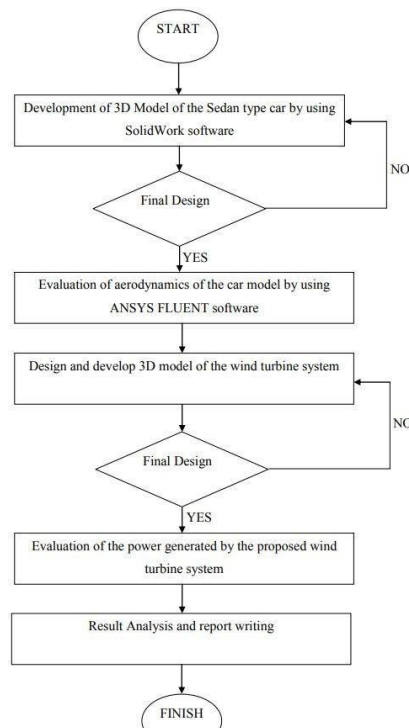 START
Development of 3D Model of the Sedan type car by using
SolidWork software
NO
Final Design
YES
Evaluation of aerodynamics of the car model by using
ANSYS FLUENT software
Design and develop 3D model of the wind turbine system
NO
Final Design
YES
Evaluation of the power generated by the proposed wind
turbine system
Result Analysis and report writing
FINISH